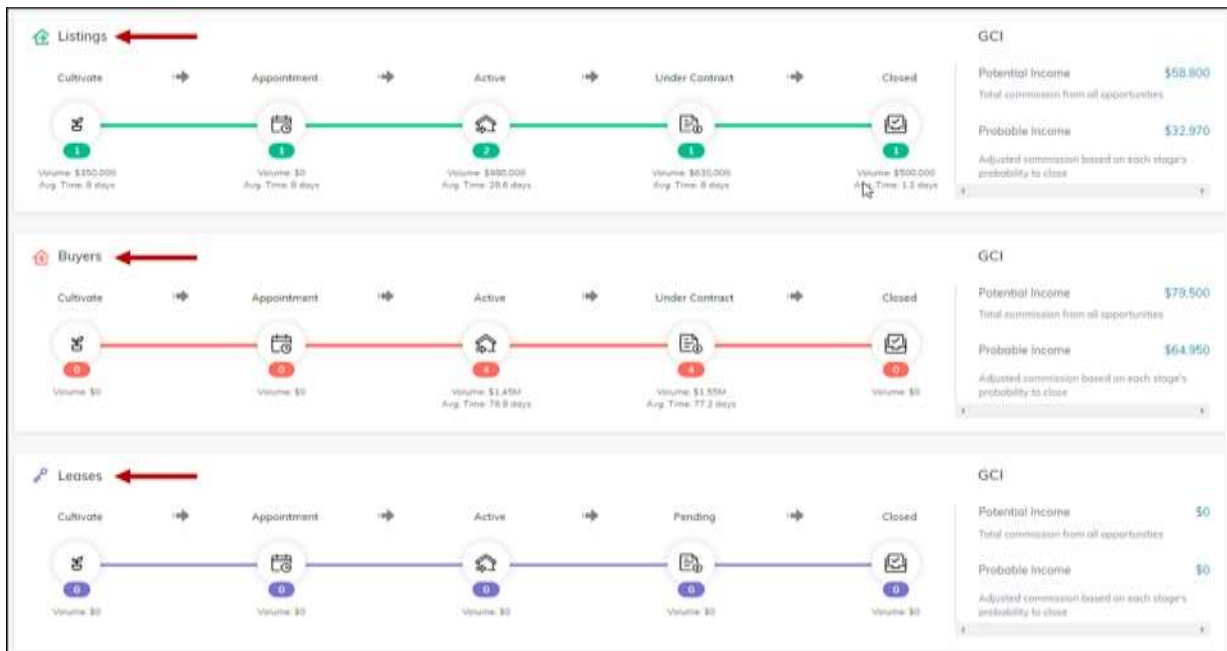 Listings
GCI
Cultivate Appointment Active Under Contract Closed
Potential Income $58,800
Total commission from all opportunities
1 1 2 1 1
Probable Income $32,970
Volume: $350,000 Volume: $0 Volume: Volume: $635,000 Volume: $500,000
Avg. Time: 8 days Avg. Time: 8 days Avg. Time: 28.6 days Avg. Time: 8 days Time: days
Adjusted commission based on each stage's
probability to close
Buyers
GCI
Cultivate Appointment Active Under Contract Closed
Potential Income $79,500
Total commission from all opportunities
0 0 4 0
Probable Income $64,950
Volume: $0 Volume: $0 Volume: $1.45M Volume: $1.55M Volume: $0
Avg. Time: 78.8 days Avg. Time: 77.2 days
Adjusted commission based on each stage's
probability to close
Leases
GCI
Cultivate Appointment Active Pending Closed
Potential Income $0
Total commission from all opportunities
0 0 0 0 0
Probable Income $0
Volume: $0 Volume: $0 Volume: $0 Volume: $0 Volume: $0
Adjusted commission based on each stage's
probability to close